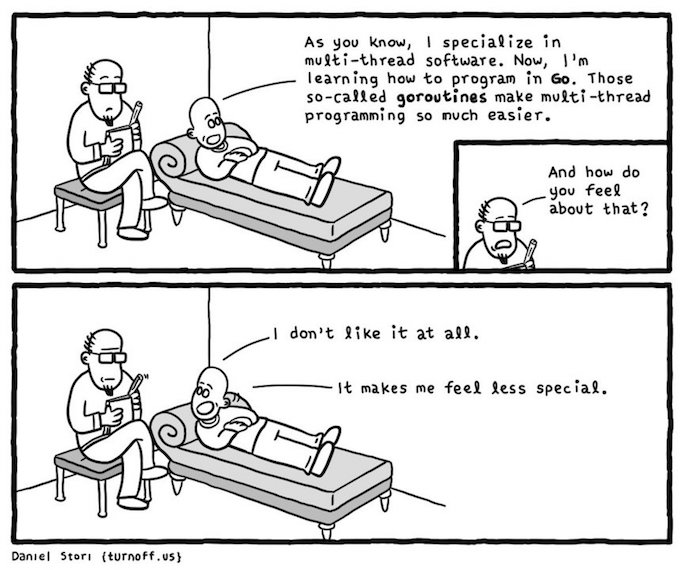 As you know, I specialize in
multi-thread software. Now, I'm
learning how to program in Go. Those
so-called goroutines make multi-thread
programming so much easier.
And how do
you feel
about that?
I don't like it at all.
It makes me feel less special.
Daniel Stori {turnoff.us}